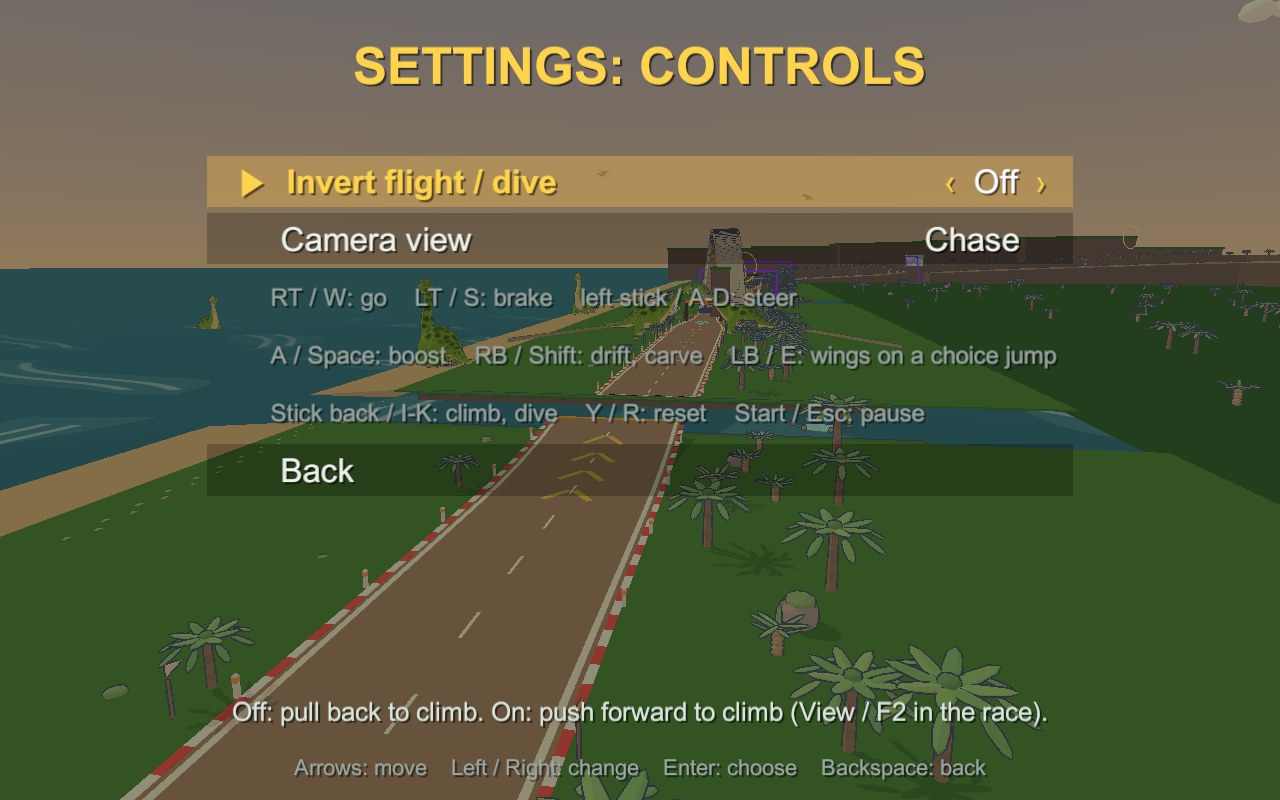 SETTINGS: CONTROLS
Invert flight / dive ‹ Off ›
Camera view Chase
RT / W: go LT / S: brake left stick / A-D: steer
A / Space: boost RB / Shift: drift, carve LB / E: wings on a choice jump
Stick back / I-K: climb, dive Y / R: reset Start / Esc: pause
Back
Off: pull back to climb. On: push forward to climb (View / F2 in the race).
Arrows: move Left / Right: change Enter: choose Backspace: back